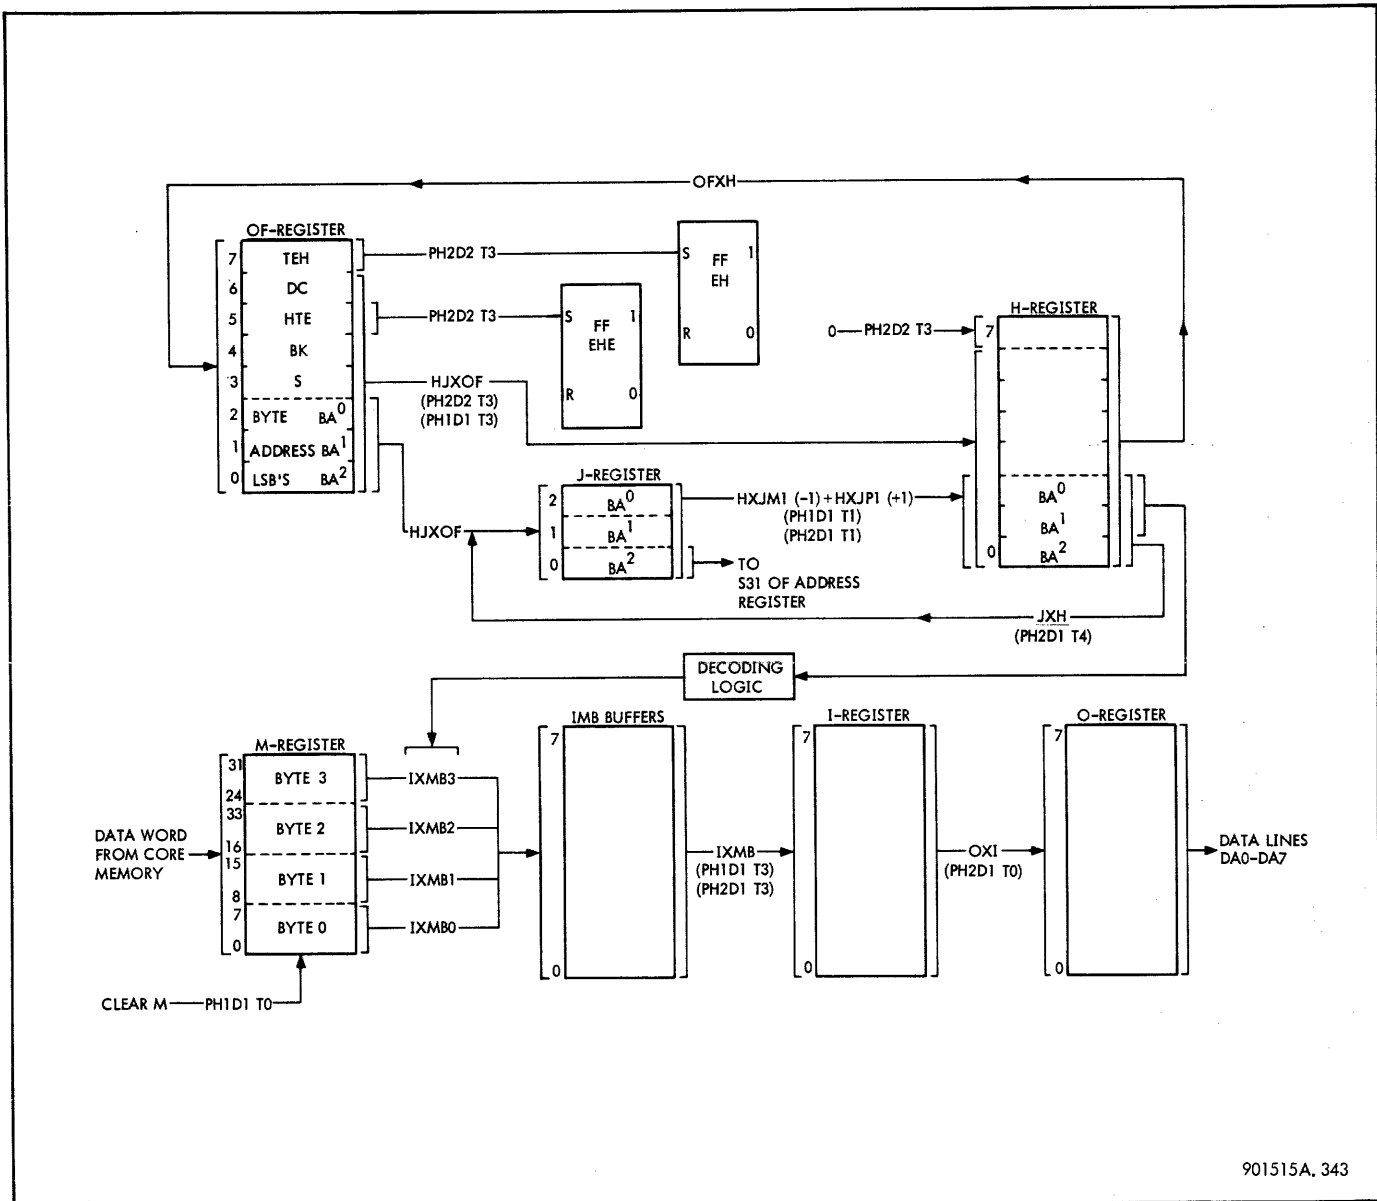 OFXH
OF-REGISTER
7 TEH
6 DC
5 HTE
4 BK
3 S
2 BYTE BA0
1 ADDRESS BA1
0 LSB'S BA2
PH2D2 T3
S 1
FF
EH
R 0
PH2D2 T3
S 1
FF
EHE
R 0
HJXOF
(PH2D2 T3)
(PH1D1 T3)
H-REGISTER
0 PH2D2 T3 7
BA0
BA1
0 BA2
J-REGISTER
2 BA0
1 BA1
0 BA2
HJXOF
HXJM1 (-1) + HXJP1 (+1)
(PH1D1 T1)
(PH2D1 T1)
TO
S31 OF ADDRESS
REGISTER
JXH
(PH2D1 T4)
DECODING
LOGIC
M-REGISTER
31
BYTE 3
24
33
BYTE 2
16
15
BYTE 1
8
7
BYTE 0
0
DATA WORD
FROM CORE
MEMORY
CLEAR M PH1D1 T0
IXMB3
IXMB2
IXMB1
IXMB0
IMB BUFFERS
7
0
IXMB
(PH1D1 T3)
(PH2D1 T3)
I-REGISTER
7
0
OXI
(PH2D1 T0)
O-REGISTER
7
0
DATA LINES
DA0-DA7
901515A. 343